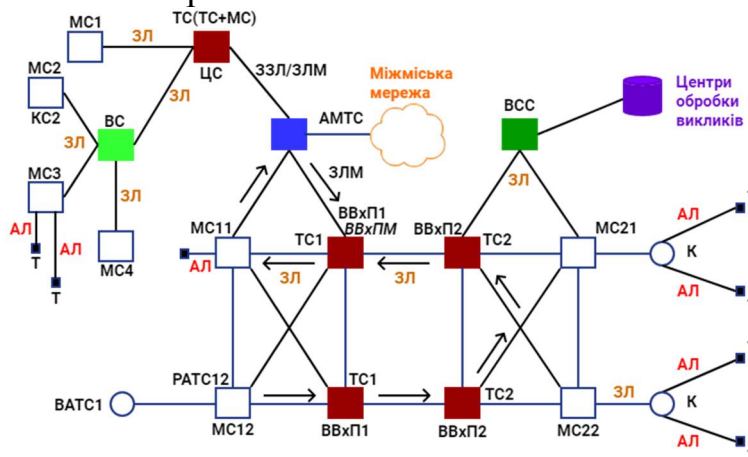 ТС(ТС+МС)
МС1
ЗЛ
ЦС
ЗЗЛ/ЗЛМ
Міжміська
мережа
Центри
обробки
викликів
МС2
КС2
ЗЛ
ВС
ЗЛ
АМТС
ВСС
ЗЛ
МС3
ЗЛ
ЗЛМ
АЛ
АЛ
Т
Т
МС4
МС11
АЛ
ВВхП1
ВВхПМ
ТС1
ЗЛ
ВВхП2
ТС2
ЗЛ
МС21
АЛ
К
АЛ
РАТС12
ТС1
ТС2
АЛ
ВАТС1
МС12
ВВхП1
ВВхП2
МС22
ЗЛ
К
АЛ